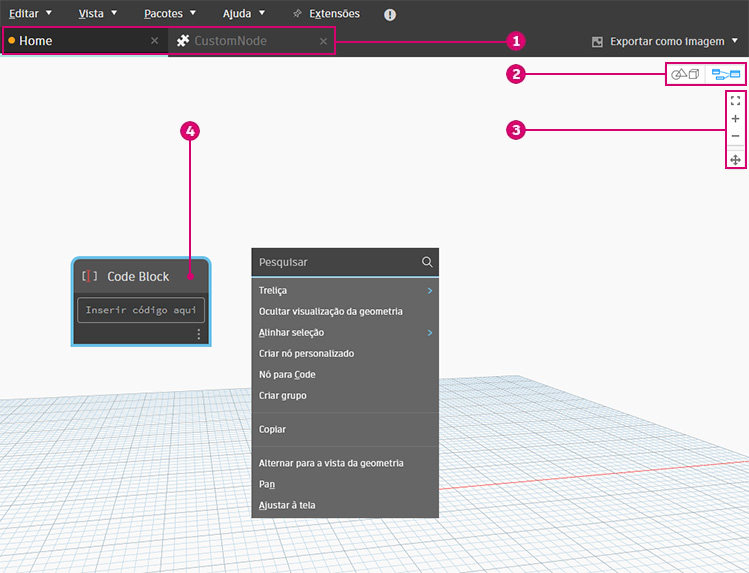 Editar Vista Pacotes Ajuda Extensões
Home CustomNode 1 Exportar como Imagem
2
3
4
Pesquisar
[ ] Code Block
Treliça
Inserir código aqui
Ocultar visualização da geometria
Alinhar seleção
Criar nó personalizado
Nó para Code
Criar grupo
Copiar
Alternar para a vista da geometria
Pan
Ajustar à tela